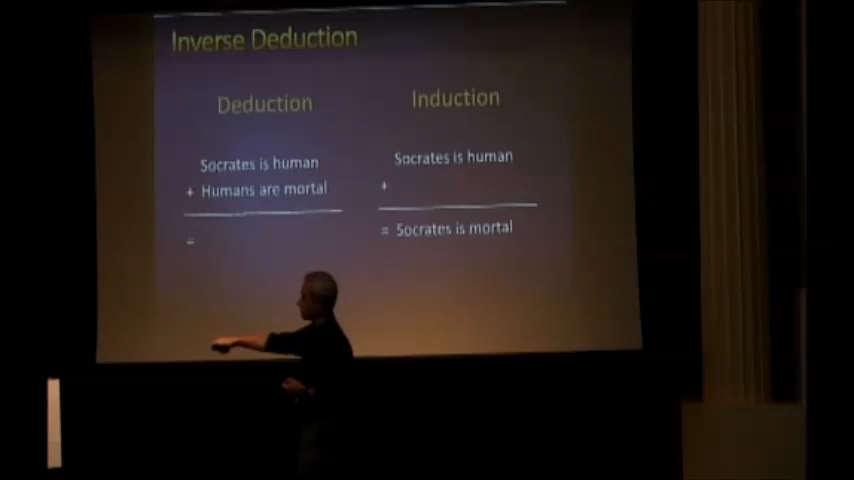 Inverse Deduction
Deduction
Socrates is human
+ Humans are mortal
=
Induction
Socrates is human
+
= Socrates is mortal